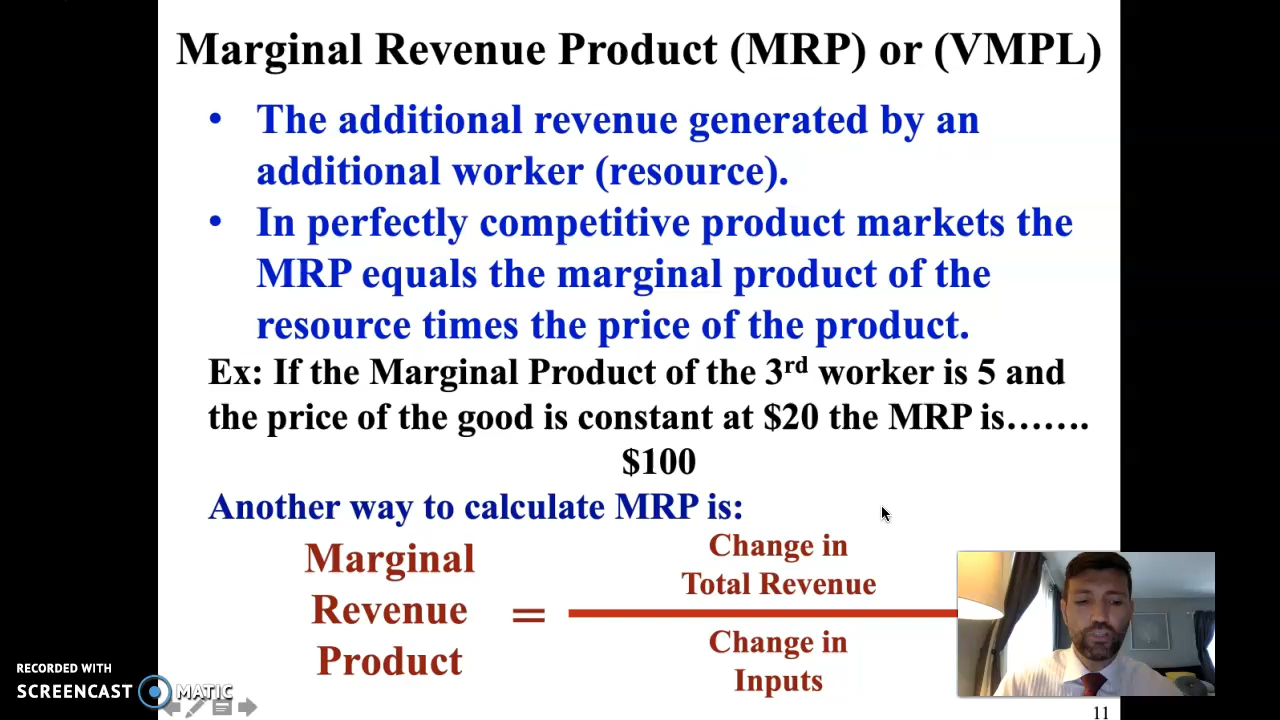 Marginal Revenue Product (MRP) or (VMPL)
• The additional revenue generated by an
additional worker (resource).
• In perfectly competitive product markets the
MRP equals the marginal product of the
resource times the price of the product.
Ex: If the Marginal Product of the 3rd worker is 5 and
the price of the good is constant at $20 the MRP is…….
$100
Another way to calculate MRP is:
Marginal
Revenue
Product
=
Change in
Total Revenue
Change in
Inputs
RECORDED WITH
SCREENCAST MATIC
11